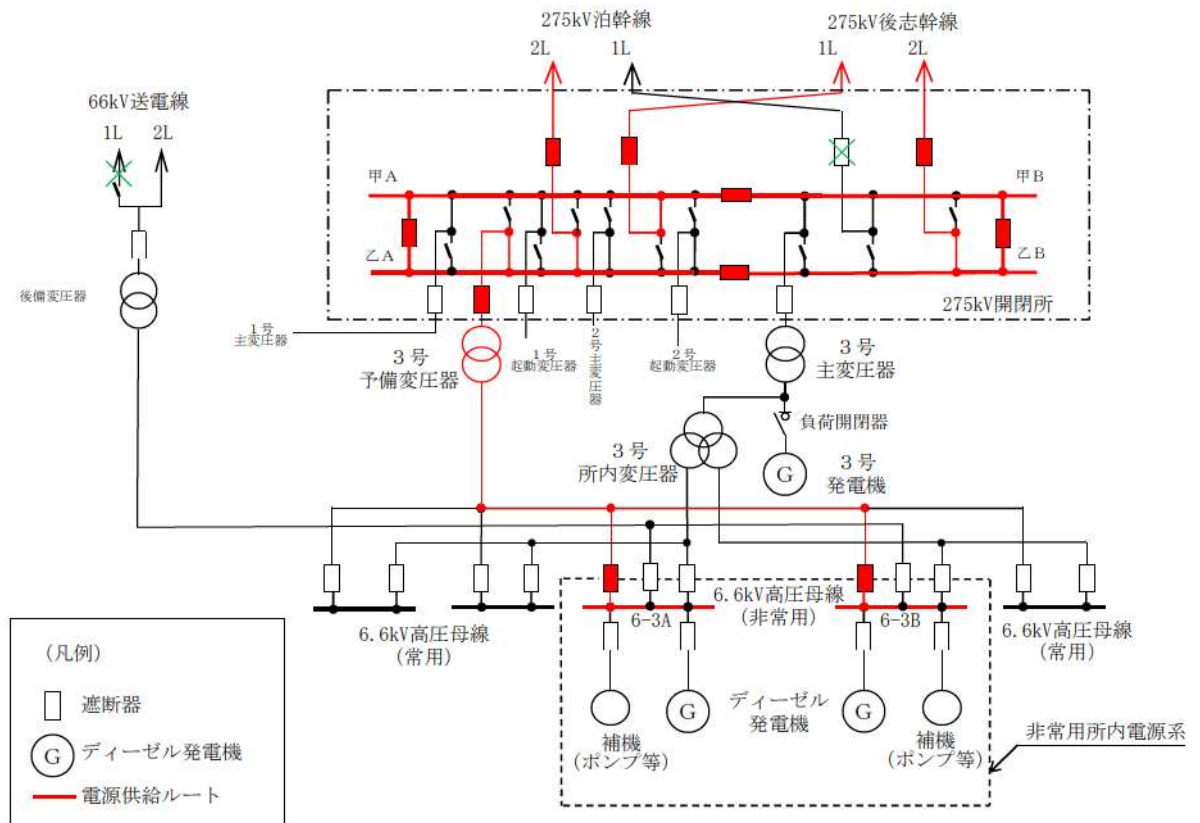 275kV泊幹線
275kV後志幹線
2L
1L
1L
2L
66kV送電線
1L
2L
甲A
甲B
乙A
乙B
275kV開閉所
後備変圧器
1号
主変圧器
3号
予備変圧器
1号
起動変圧器
2号主変圧器
2号
起動変圧器
3号
主変圧器
負荷開閉器
3号
所内変圧器
G
3号
発電機
6.6kV高圧母線
(常用)
6-3A
6.6kV高圧母線
(非常用)
6-3B
6.6kV高圧母線
(常用)
G
ディーゼル
発電機
G
補機
(ポンプ等)
補機
(ポンプ等)
非常用所内電源系
(凡例)
遮断器
G
ディーゼル発電機
電源供給ルート